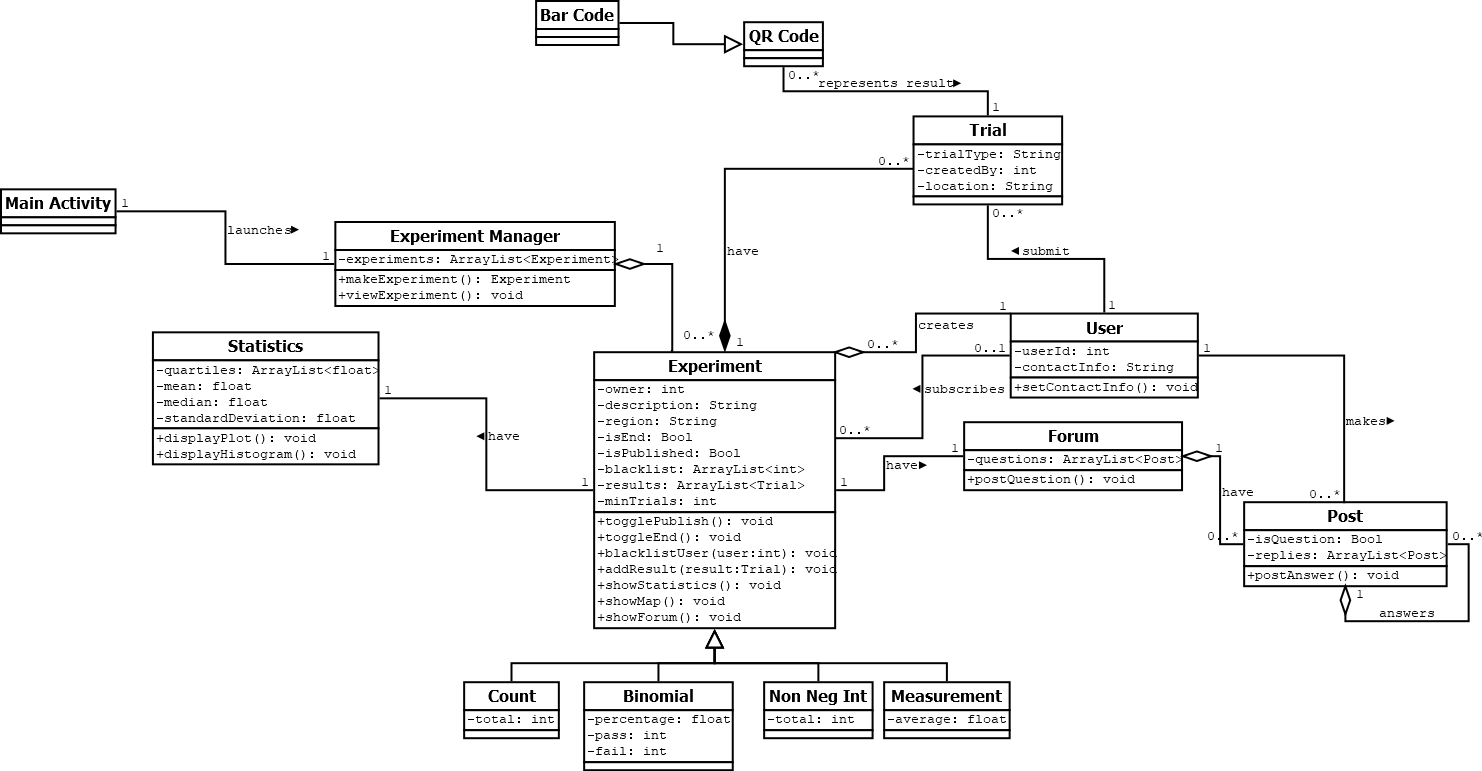 Bar Code
QR Code
0..*
represents result►
1
Trial
-trialType: String
-createdBy: int
-location: String
0..*
0..*
have
◄submit
Main Activity
1
launches►
1
Experiment Manager
-experiments: ArrayList<Experiment>
+makeExperiment(): Experiment
+viewExperiment(): void
1
0..*
1
Statistics
-quartiles: ArrayList<float>
-mean: float
-median: float
-standardDeviation: float
+displayPlot(): void
+displayHistogram(): void
1
◄have
1
Experiment
-owner: int
-description: String
-region: String
-isEnd: Bool
-isPublished: Bool
-blacklist: ArrayList<int>
-results: ArrayList<Trial>
-minTrials: int
+togglePublish(): void
+toggleEnd(): void
+blacklistUser(user:int): void
+addResult(result:Trial): void
+showStatistics(): void
+showMap(): void
+showForum(): void
1
1
creates
0..*
0..1
◄subscribes
0..*
User
-userId: int
-contactInfo: String
+setContactInfo(): void
1
makes►
0..*
1
have►
1
Forum
-questions: ArrayList<Post>
+postQuestion(): void
1
have
0..*
Post
-isQuestion: Bool
-replies: ArrayList<Post>
+postAnswer(): void
0..*
1
answers
Count
-total: int
Binomial
-percentage: float
-pass: int
-fail: int
Non Neg Int
-total: int
Measurement
-average: float